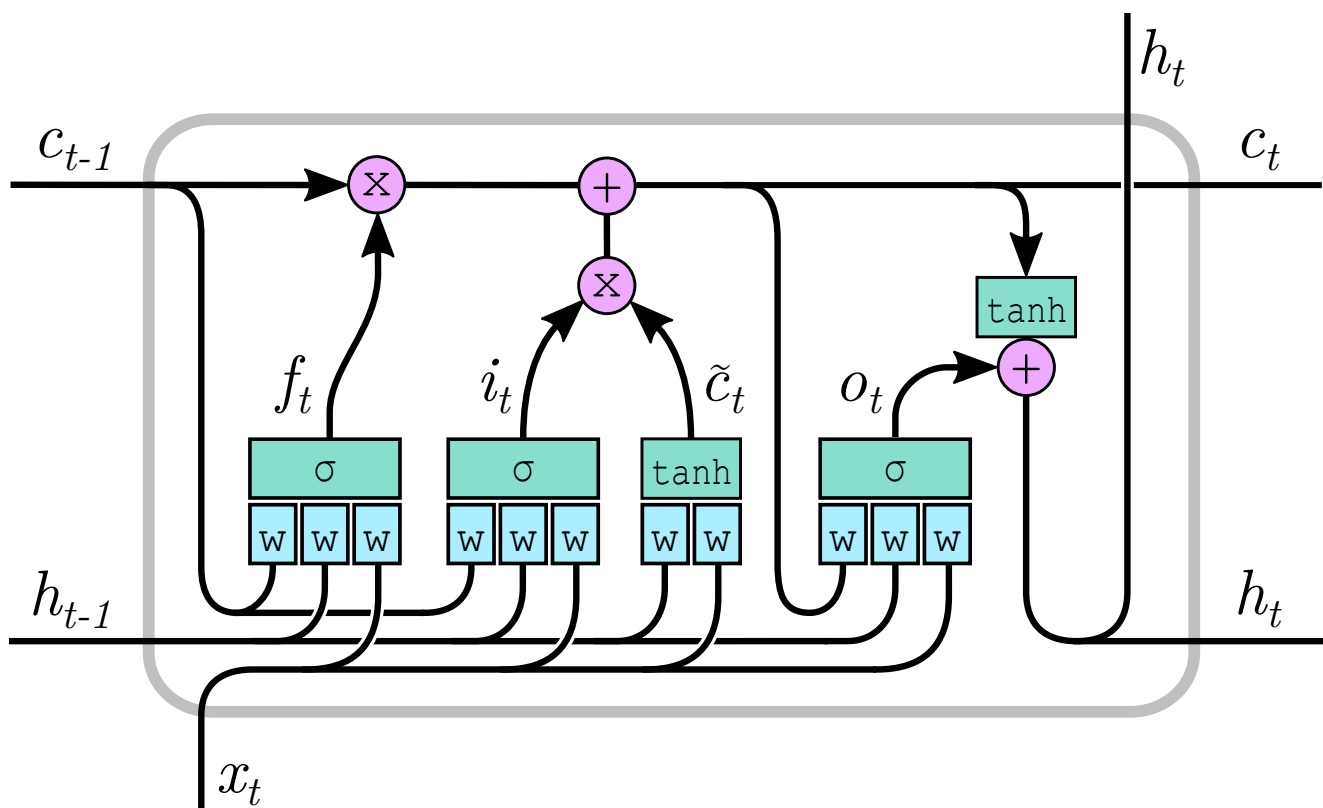 h_t
c_{t-1}
x + c_t
x
tanh
f_t i_t c̃_t o_t +
σ σ tanh σ
w w w w w w w w w w w
h_{t-1} h_t
x_t